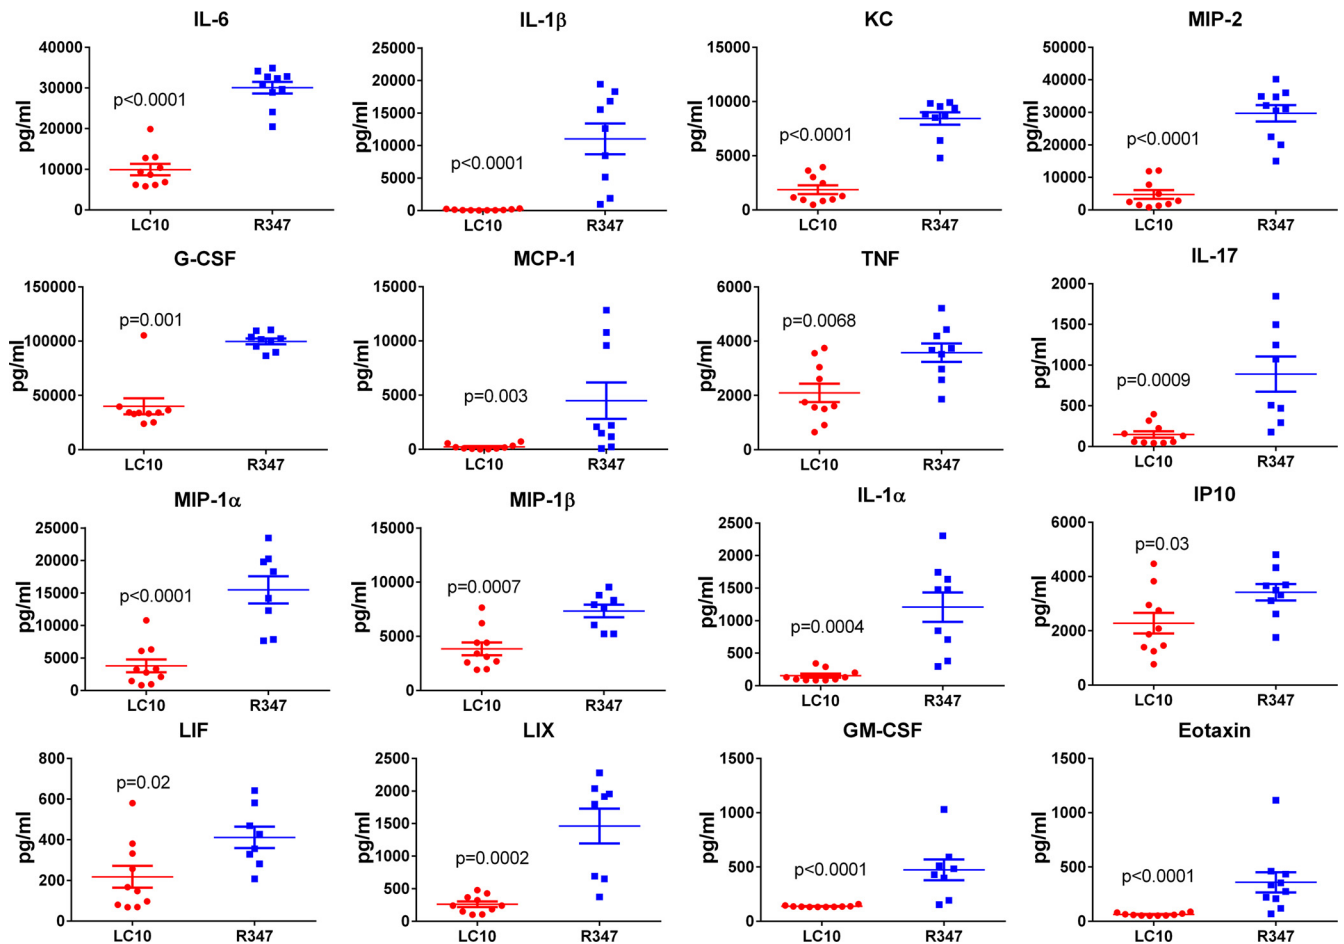 IL-6
40000
30000
20000
10000
0
pg/ml
p<0.0001
LC10
R347
IL-1β
25000
20000
15000
10000
5000
0
pg/ml
p<0.0001
LC10
R347
KC
15000
10000
5000
0
pg/ml
p<0.0001
LC10
R347
MIP-2
50000
40000
30000
20000
10000
0
pg/ml
p<0.0001
LC10
R347
G-CSF
150000
100000
50000
0
pg/ml
p=0.001
LC10
R347
MCP-1
15000
10000
5000
0
pg/ml
p=0.003
LC10
R347
TNF
6000
4000
2000
0
pg/ml
p=0.0068
LC10
R347
IL-17
2000
1500
1000
500
0
pg/ml
p=0.0009
LC10
R347
MIP-1α
25000
20000
15000
10000
5000
0
pg/ml
p<0.0001
LC10
R347
MIP-1β
15000
10000
5000
0
pg/ml
p=0.0007
LC10
R347
IL-1α
2500
2000
1500
1000
500
0
pg/ml
p=0.0004
LC10
R347
IP10
6000
4000
2000
0
pg/ml
p=0.03
LC10
R347
LIF
800
600
400
200
0
pg/ml
p=0.02
LC10
R347
LIX
2500
2000
1500
1000
500
0
pg/ml
p=0.0002
LC10
R347
GM-CSF
1500
1000
500
0
pg/ml
p<0.0001
LC10
R347
Eotaxin
1500
1000
500
0
pg/ml
p<0.0001
LC10
R347